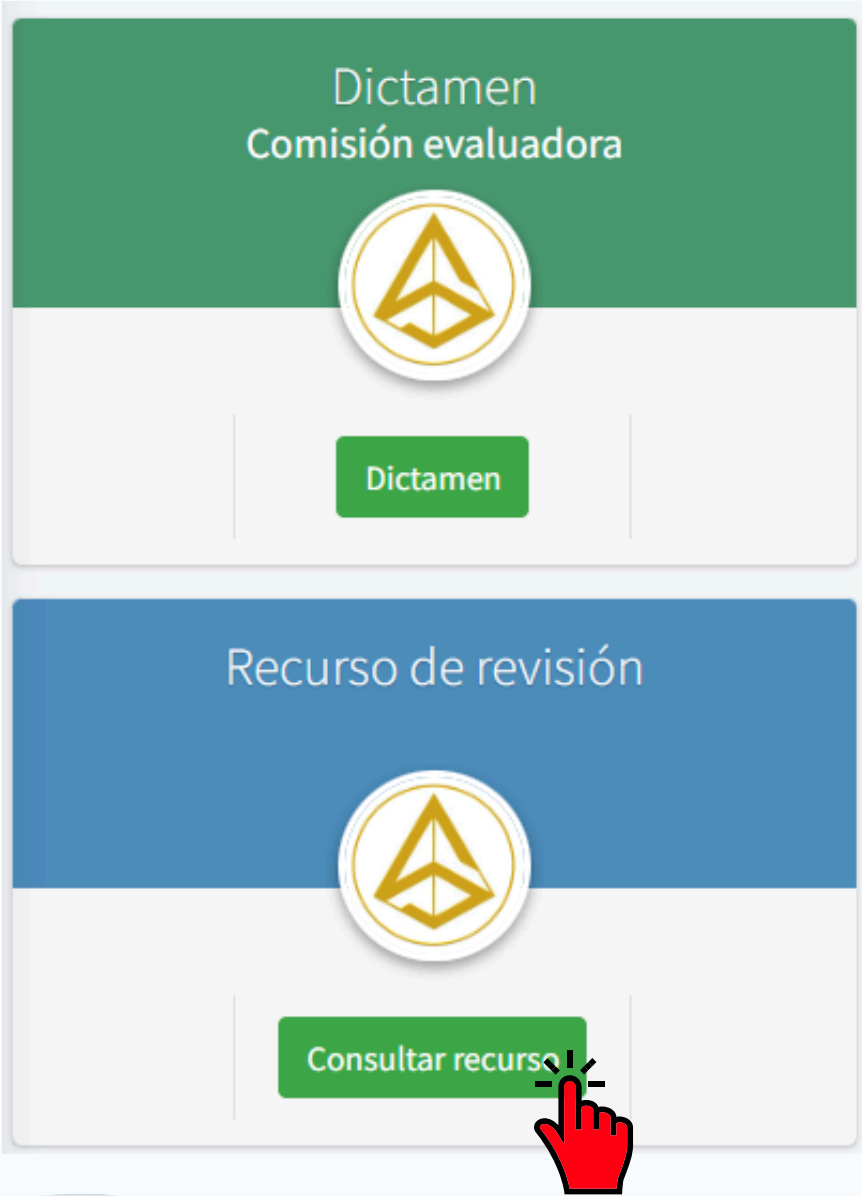 Dictamen
Comisión evaluadora
Dictamen
Recurso de revisión
Consultar recurso